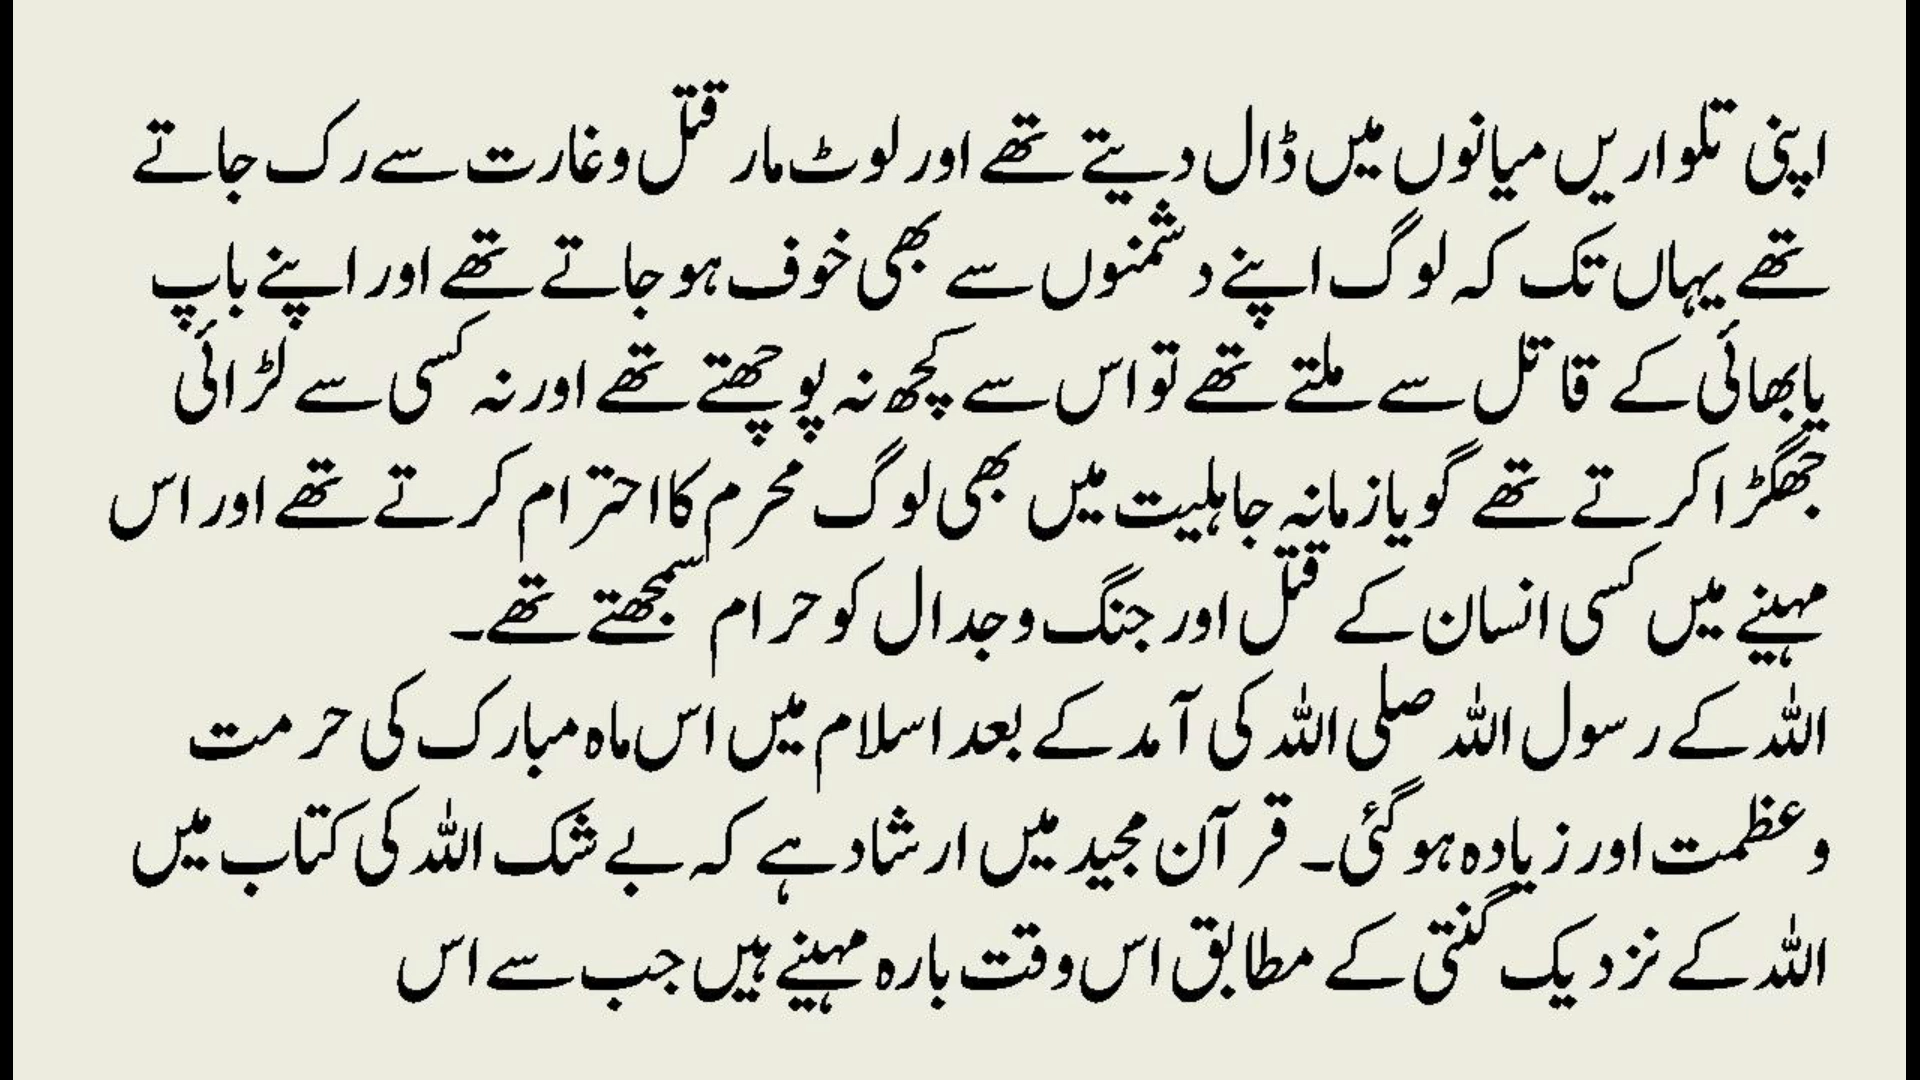 اپنی تلواریں میانوں میں ڈال دیتے تھے اور لوٹ مار قتل و غارت سے رک جاتے
تھے یہاں تک کہ لوگ اپنے دشمنوں سے بھی خوف ہو جاتے تھے اور اپنے باپ
یا بھائی کے قاتل سے ملتے تھے تو اس سے کچھ نہ پوچھتے تھے اور نہ کسی سے لڑائی
جھگڑا کرتے تھے گویا زمانہ جاہلیت میں بھی لوگ محرم کا احترام کرتے تھے اور اس
مہینے میں کسی انسان کے قتل اور جنگ و جدال کو حرام سمجھتے تھے۔
اللہ کے رسول اللہ صلی اللہ کی آمد کے بعد اسلام میں اس ماہ مبارک کی حرمت
و عظمت اور زیادہ ہو گئی۔ قرآن مجید میں ارشاد ہے کہ بے شک اللہ کی کتاب میں
اللہ کے نزدیک گنتی کے مطابق اس وقت بارہ مہینے ہیں جب سے اس